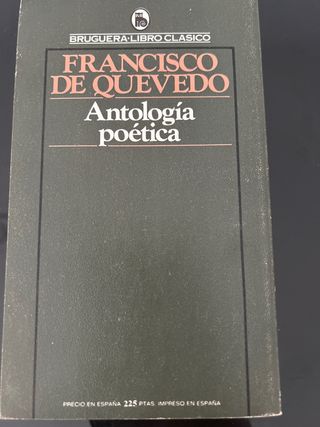 BRUGUERA·LIBRO CLASICO
FRANCISCO
DE QUEVEDO
Antología
poética
PRECIO EN ESPAÑA 225 PTAS. IMPRESO EN ESPAÑA